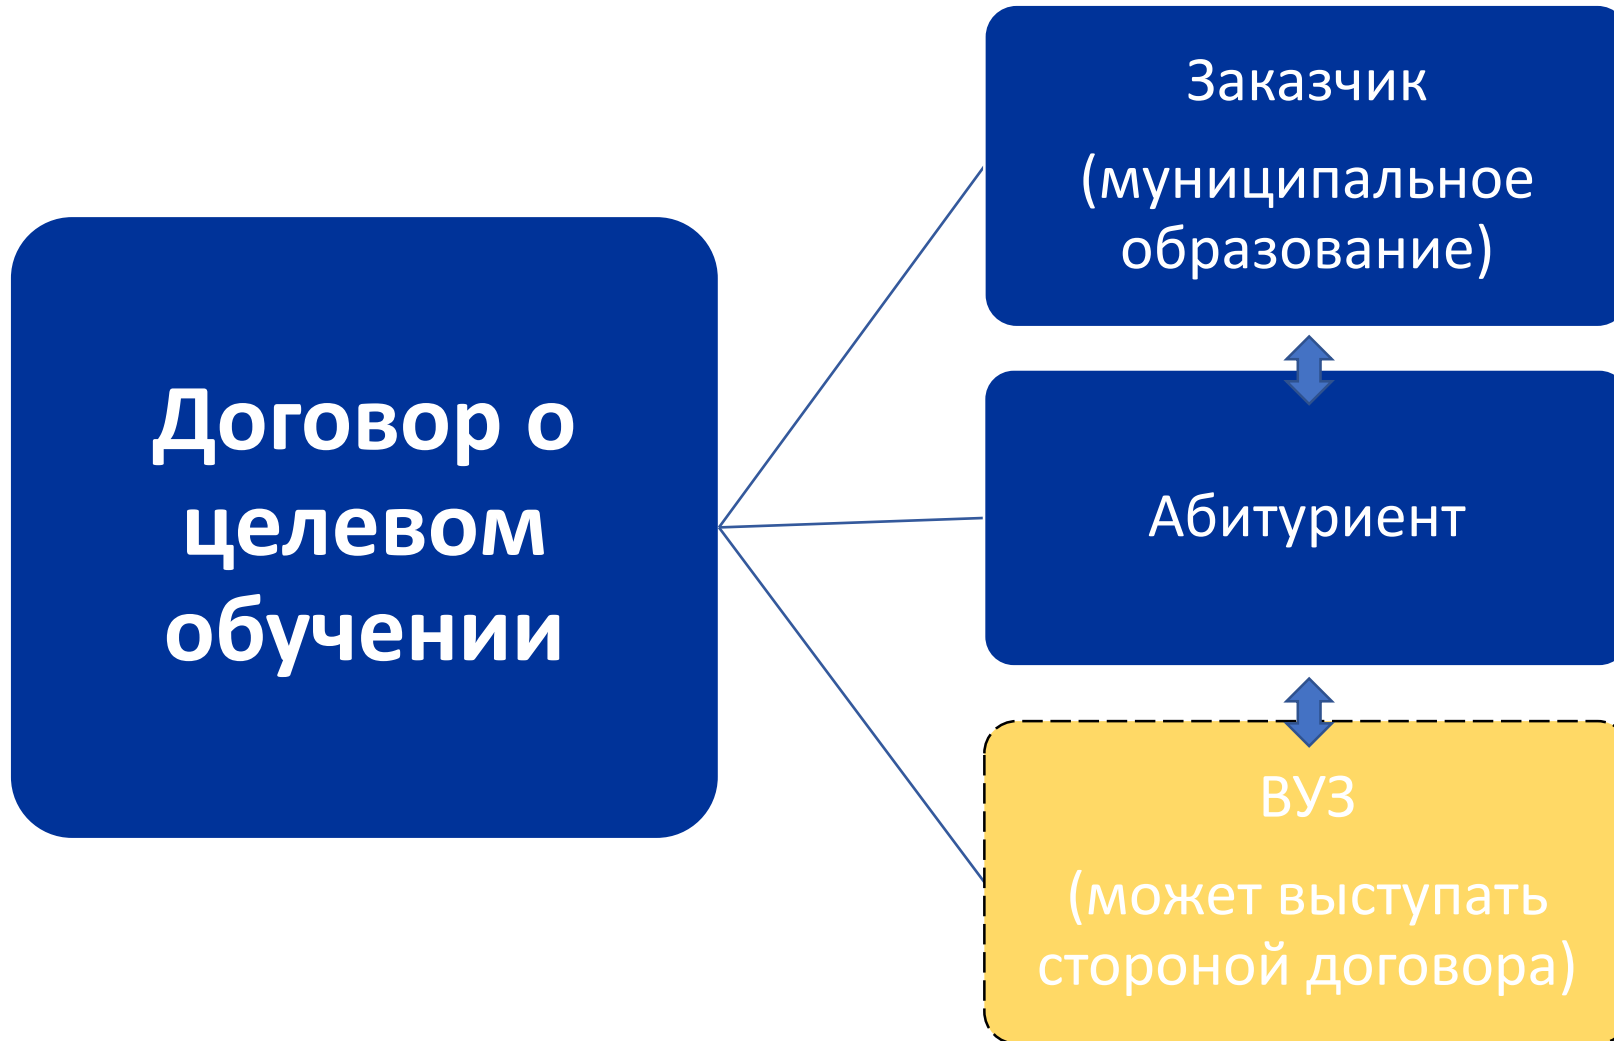 Договор о
целевом
обучении
Заказчик
(муниципальное
образование)
Абитуриент
ВУЗ
(может выступать
стороной договора)